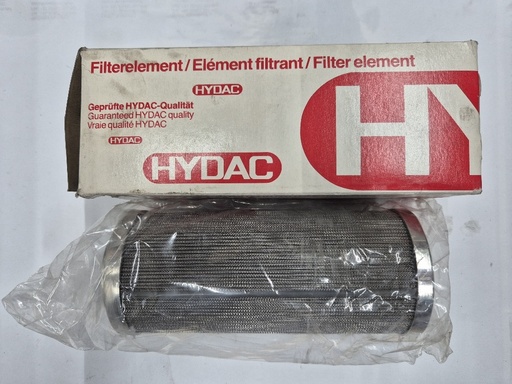 Filterelement / Elément filtrant / Filter element
HYDAC
Geprüfte HYDAC-Qualität
Guaranteed HYDAC quality
Vraie qualité HYDAC
HYDAC
HYDAC
HY